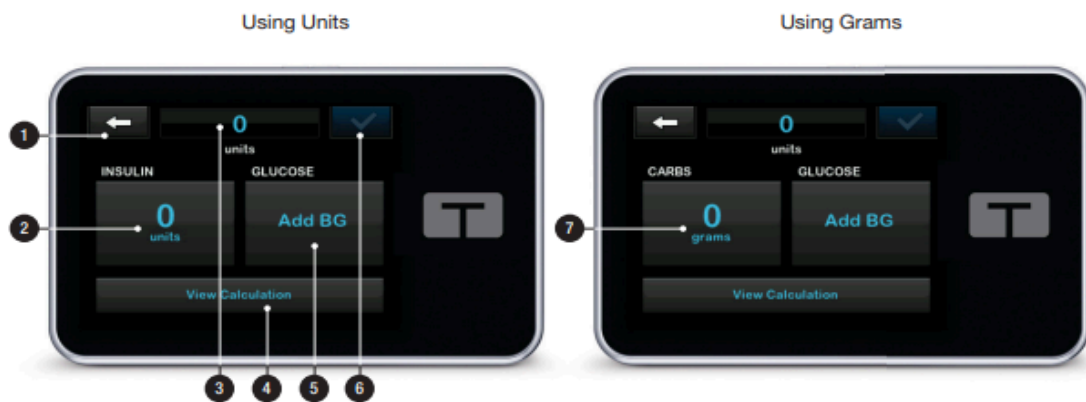 Using Units
Using Grams
1
0
units
INSULIN
GLUCOSE
2
0
units
Add BG
View Calculation
3
4
5
6
0
units
CARBS
GLUCOSE
7
0
grams
Add BG
View Calculation